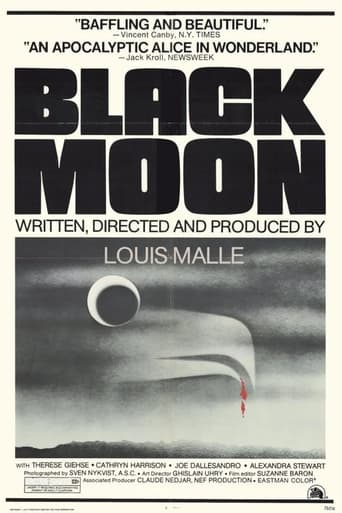 "BAFFLING AND BEAUTIFUL."
—Vincent Canby, N.Y. TIMES
"AN APOCALYPTIC ALICE IN WONDERLAND."
—Jack Kroll, NEWSWEEK
BLACK
MOON
WRITTEN, DIRECTED AND PRODUCED BY
LOUIS MALLE
WITH THERESE GIEHSE • CATHRYN HARRISON • JOE DALLESANDRO • ALEXANDRA STEWART
Photographed by SVEN NYKVIST, A.S.C. • Art Director GHISLAIN UHRY • Film editor SUZANNE BARON
Associated Producer CLAUDE NEDJAR, NEF PRODUCTION • EASTMAN COLOR
R